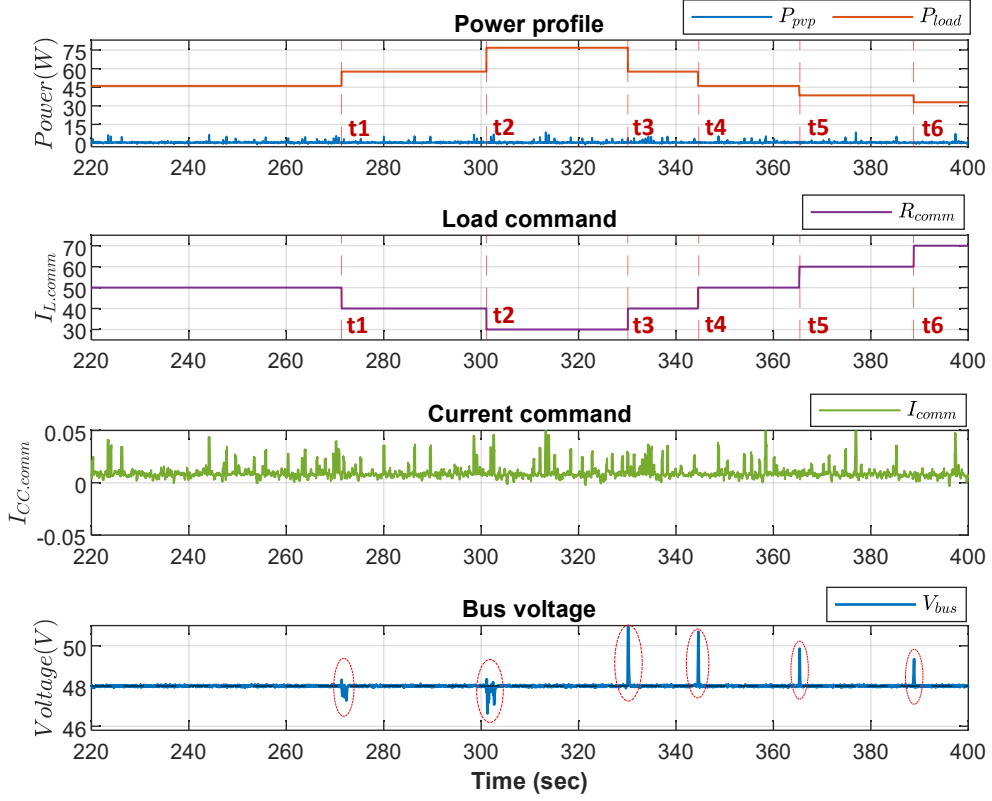 Power profile
P_pvp P_load
Power(W)
75
60
45
30
15
0
t1 t2 t3 t4 t5 t6
220 240 260 280 300 320 340 360 380 400
Load command
R_comm
I_L.comm
70
60
50
40
30
t1 t2 t3 t4 t5 t6
220 240 260 280 300 320 340 360 380 400
Current command
I_comm
I_CC.comm
0.05
0
-0.05
220 240 260 280 300 320 340 360 380 400
Bus voltage
V_bus
Voltage(V)
50
48
46
220 240 260 280 300 320 340 360 380 400
Time (sec)